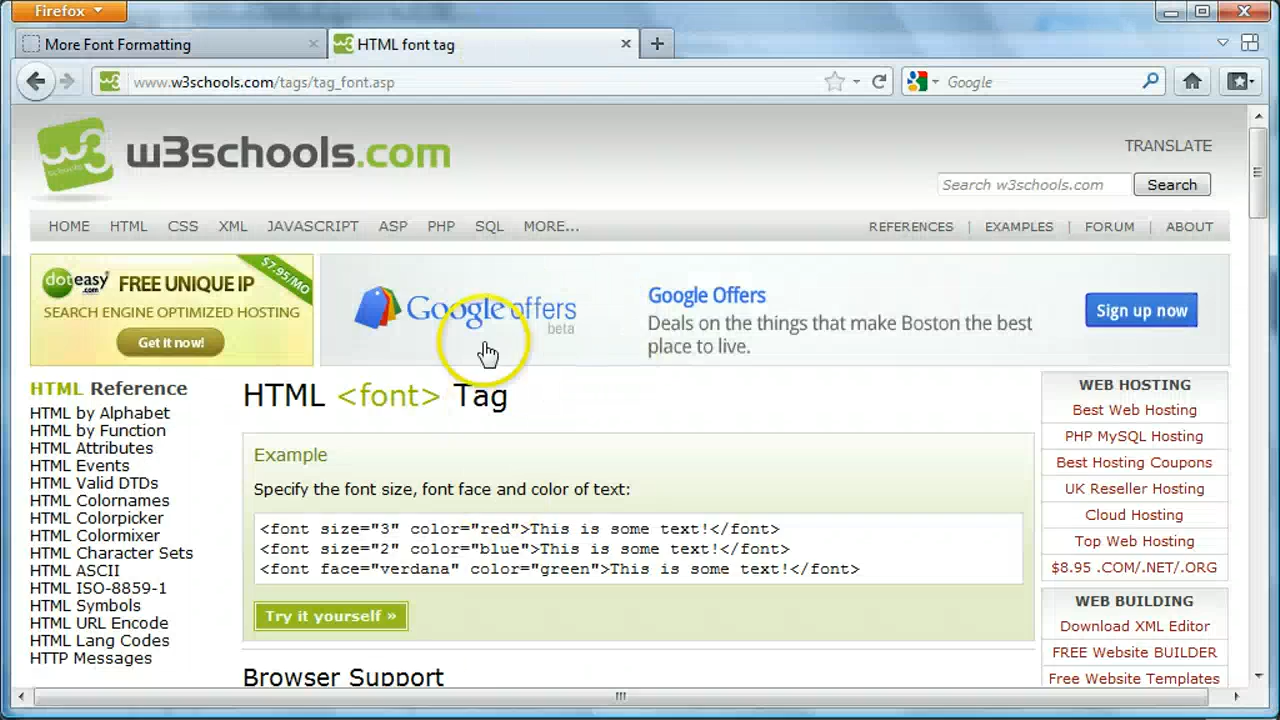 Firefox
More Font Formatting
HTML font tag
www.w3schools.com/tags/tag_font.asp
Google
w3schools.com
TRANSLATE
Search w3schools.com
Search
HOME HTML CSS XML JAVASCRIPT ASP PHP SQL MORE...
REFERENCES | EXAMPLES | FORUM | ABOUT
doteasy.com
FREE UNIQUE IP
$7.95/MO
SEARCH ENGINE OPTIMIZED HOSTING
Get it now!
Google offers
beta
Google Offers
Deals on the things that make Boston the best
place to live.
Sign up now
HTML Reference
HTML by Alphabet
HTML by Function
HTML Attributes
HTML Events
HTML Valid DTDs
HTML Colornames
HTML Colorpicker
HTML Colormixer
HTML Character Sets
HTML ASCII
HTML ISO-8859-1
HTML Symbols
HTML URL Encode
HTML Lang Codes
HTTP Messages
HTML <font> Tag
Example
Specify the font size, font face and color of text:
<font size="3" color="red">This is some text!</font>
<font size="2" color="blue">This is some text!</font>
<font face="verdana" color="green">This is some text!</font>
Try it yourself »
Browser Support
WEB HOSTING
Best Web Hosting
PHP MySQL Hosting
Best Hosting Coupons
UK Reseller Hosting
Cloud Hosting
Top Web Hosting
$8.95 .COM/.NET/.ORG
WEB BUILDING
Download XML Editor
FREE Website BUILDER
Free Website Templates